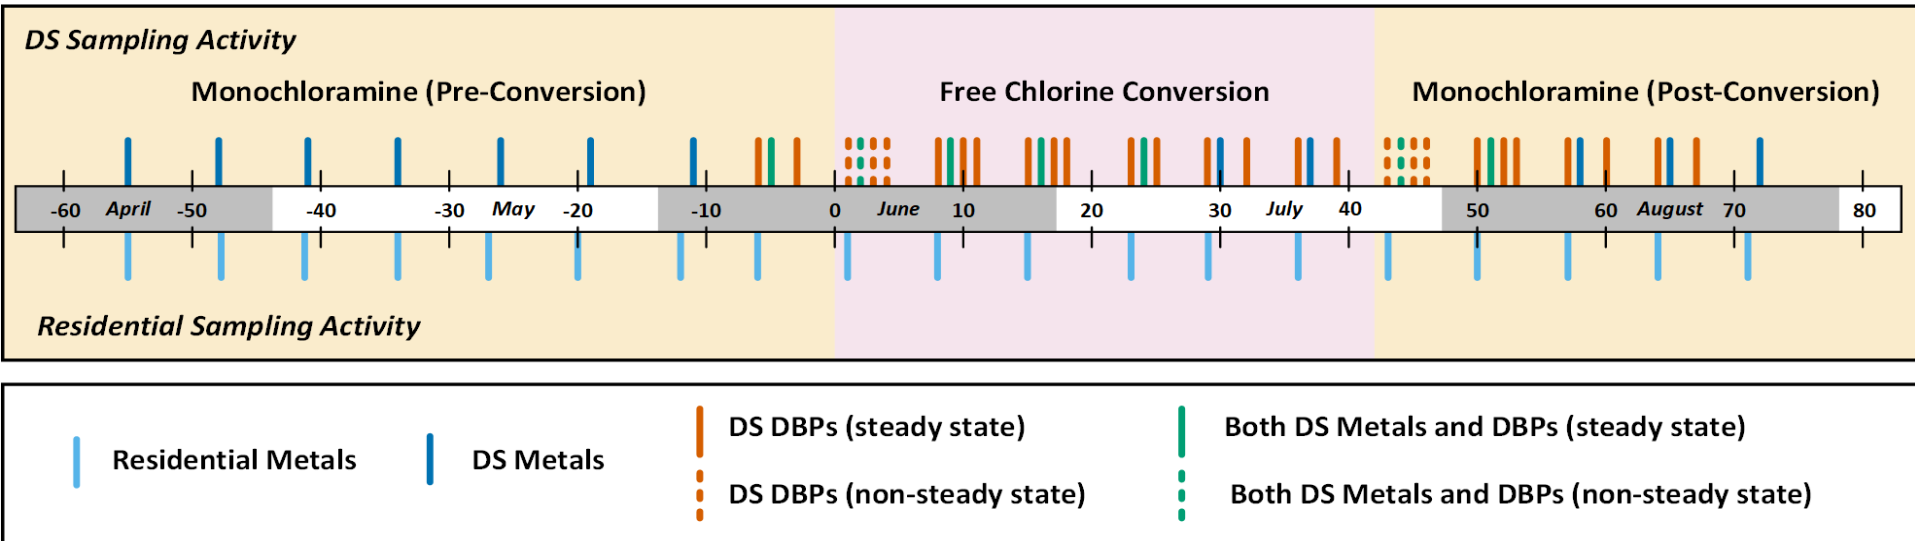 DS Sampling Activity
Monochloramine (Pre-Conversion) Free Chlorine Conversion Monochloramine (Post-Conversion)
-60 April -50 -40 -30 May -20 -10 0 June 10 20 30 July 40 50 60 August 70 80
Residential Sampling Activity
Residential Metals
DS Metals
DS DBPs (steady state)
DS DBPs (non-steady state)
Both DS Metals and DBPs (steady state)
Both DS Metals and DBPs (non-steady state)